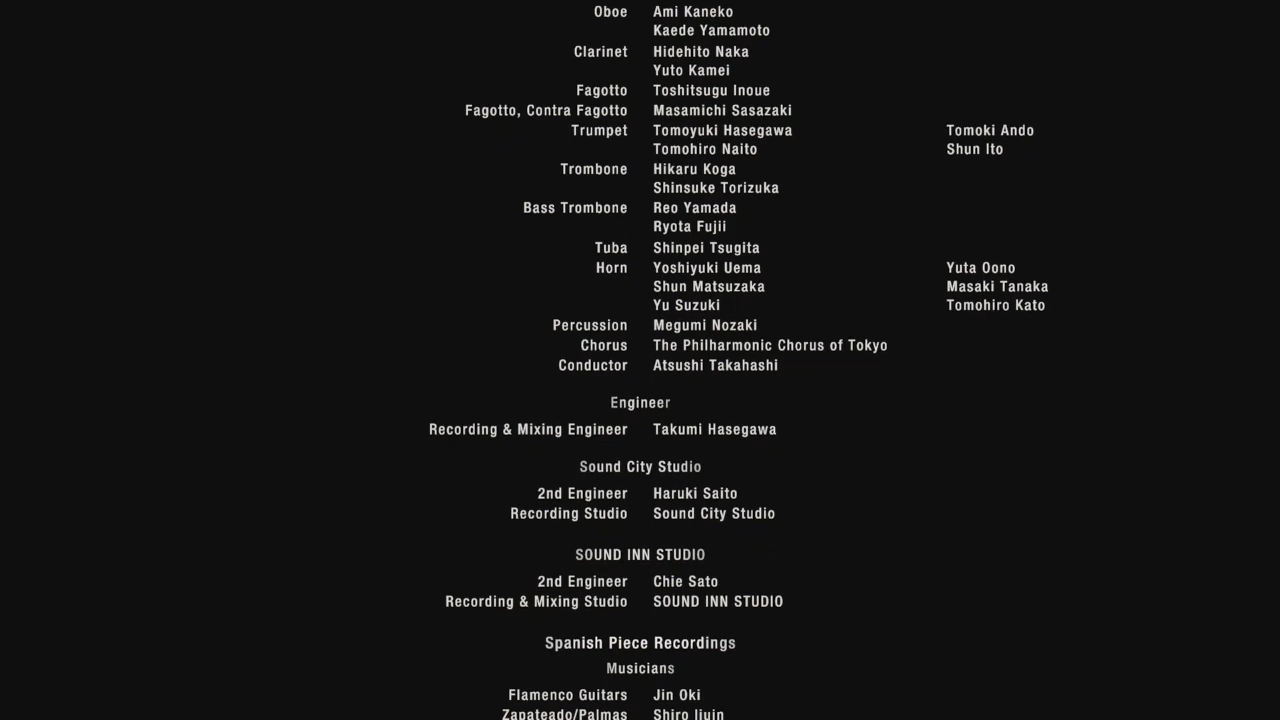 Oboe Ami Kaneko
Kaede Yamamoto
Clarinet Hidehito Naka
Yuto Kamei
Fagotto Toshitsugu Inoue
Fagotto, Contra Fagotto Masamichi Sasazaki
Trumpet Tomoyuki Hasegawa Tomoki Ando
Tomohiro Naito Shun Ito
Trombone Hikaru Koga
Shinsuke Torizuka
Bass Trombone Reo Yamada
Ryota Fujii
Tuba Shinpei Tsugita
Horn Yoshiyuki Uema Yuta Oono
Shun Matsuzaka Masaki Tanaka
Yu Suzuki Tomohiro Kato
Percussion Megumi Nozaki
Chorus The Philharmonic Chorus of Tokyo
Conductor Atsushi Takahashi
Engineer
Recording & Mixing Engineer Takumi Hasegawa
Sound City Studio
2nd Engineer Haruki Saito
Recording Studio Sound City Studio
SOUND INN STUDIO
2nd Engineer Chie Sato
Recording & Mixing Studio SOUND INN STUDIO
Spanish Piece Recordings
Musicians
Flamenco Guitars Jin Oki
Zapateado/Palmas Shiro Iiuin